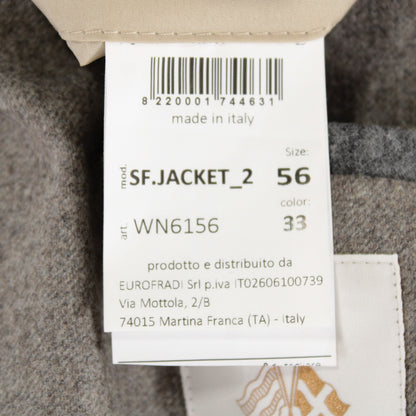 8 220001 744631
made in italy
Size:
mod. SF.JACKET_2 56
color:
art. WN6156 33
prodotto e distribuito da
EUROFRADI Srl p.iva IT02606100739
Via Mottola, 2/B
74015 Martina Franca (TA) - Italy